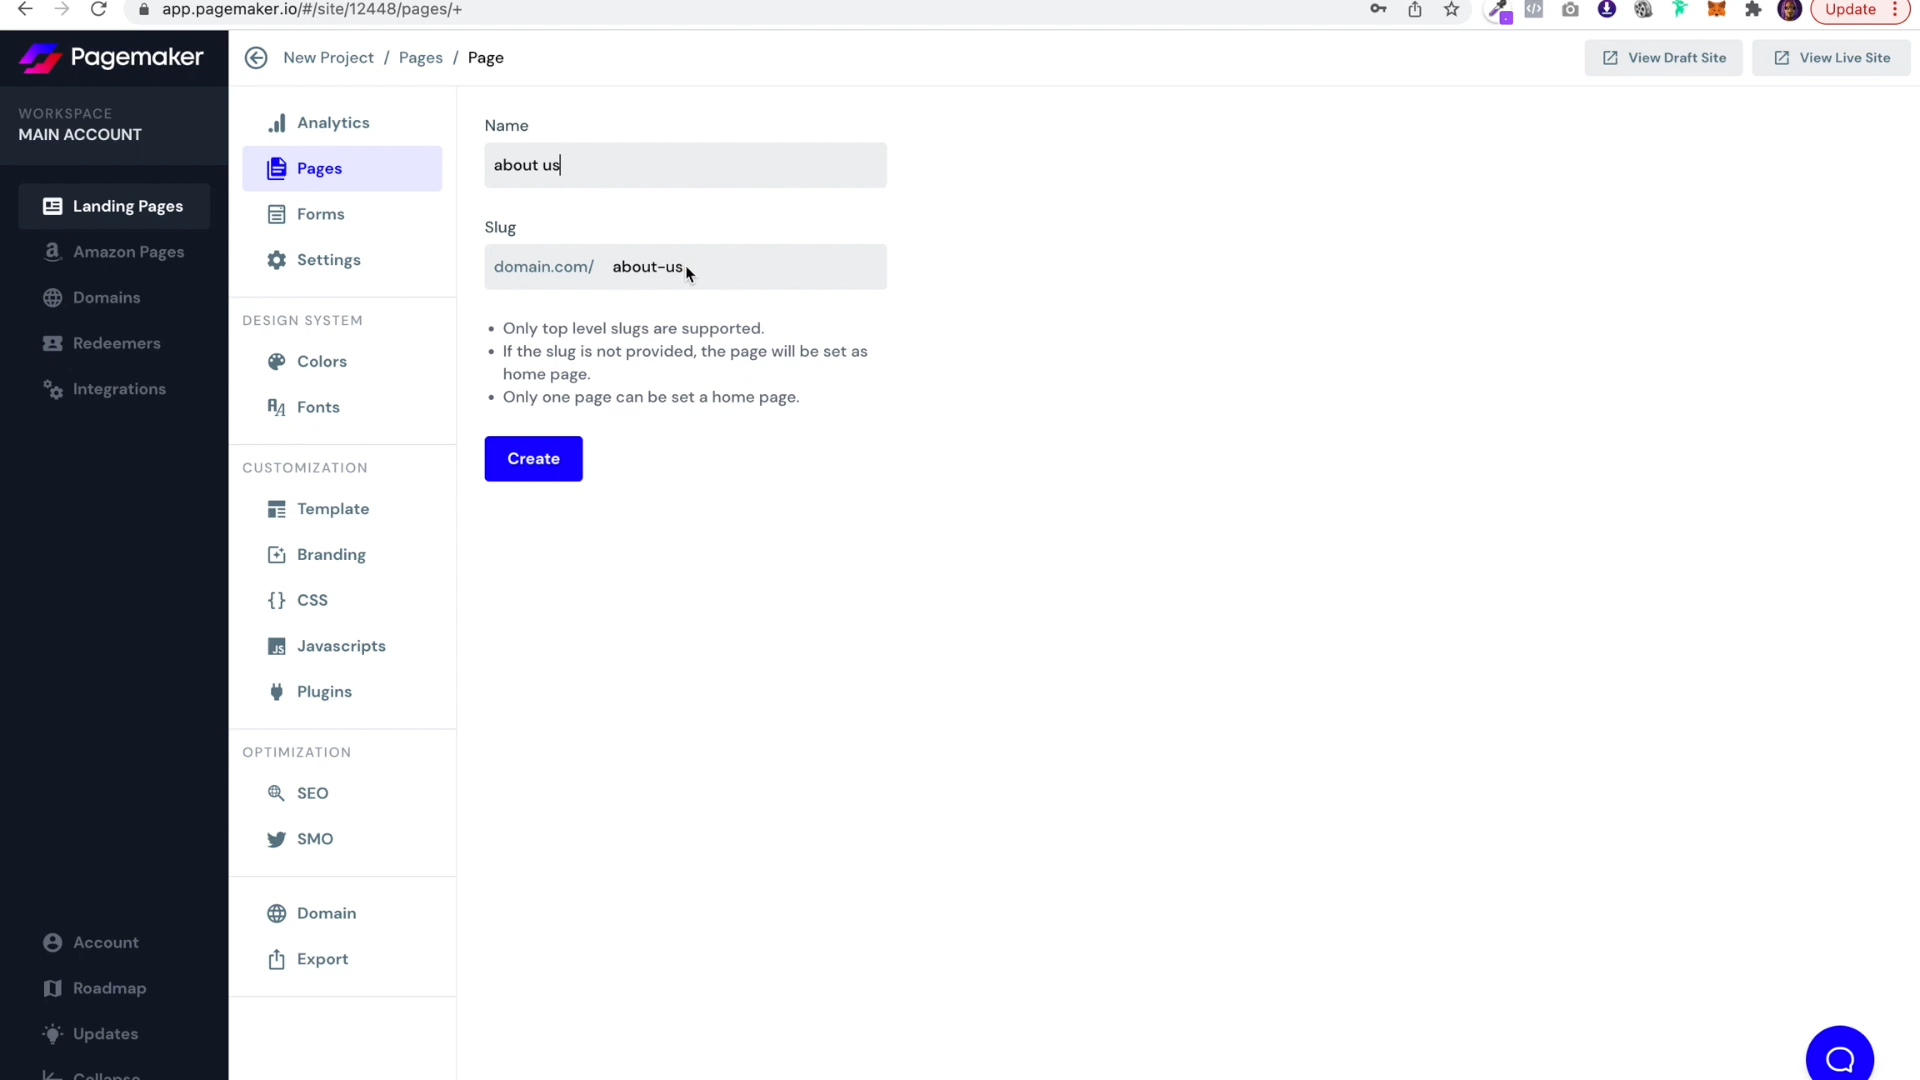 app.pagemaker.io/#/site/12448/pages/+
Update
Pagemaker
New Project / Pages / Page
View Draft Site
View Live Site
WORKSPACE
MAIN ACCOUNT
Landing Pages
Amazon Pages
Domains
Redeemers
Integrations
Account
Roadmap
Updates
Collapse
Analytics
Pages
Forms
Settings
DESIGN SYSTEM
Colors
Fonts
CUSTOMIZATION
Template
Branding
CSS
Javascripts
Plugins
OPTIMIZATION
SEO
SMO
Domain
Export
Name
about us
Slug
domain.com/ about-us
• Only top level slugs are supported.
• If the slug is not provided, the page will be set as
home page.
• Only one page can be set a home page.
Create